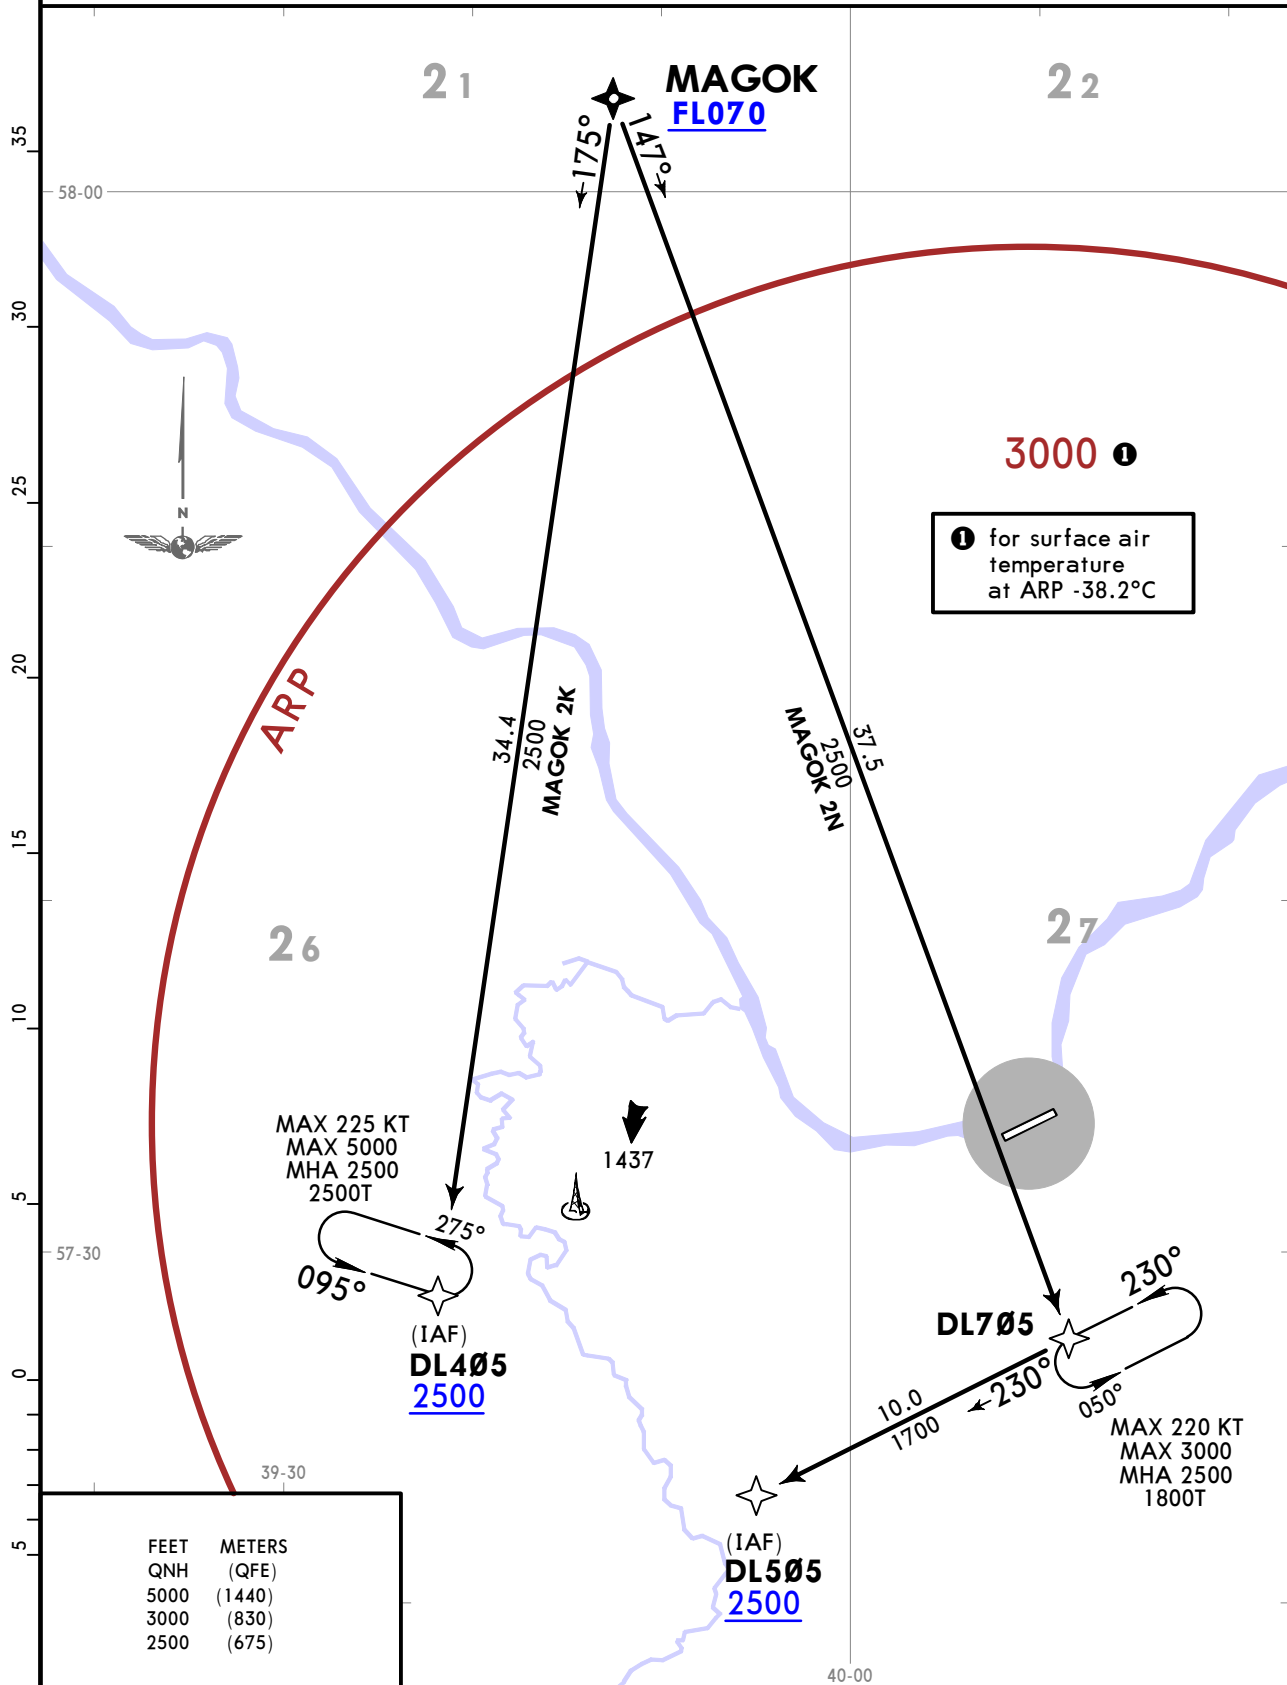 21
MAGOK
FL070
22
175°
147°
35
58-00
30
25
20
15
10
5
0
5
N
3000 1
1 for surface air
temperature
at ARP -38.2°C
ARP
34.4
2500
MAGOK 2K
37.5
2500
MAGOK 2N
26
27
MAX 225 KT
MAX 5000
MHA 2500
2500T
1437
275°
095°
57-30
(IAF)
DL4Ø5
2500
DL7Ø5
230°
230°
050°
10.0
1700
MAX 220 KT
MAX 3000
MHA 2500
1800T
39-30
(IAF)
DL5Ø5
2500
FEET METERS
QNH (QFE)
5000 (1440)
3000 (830)
2500 (675)
40-00